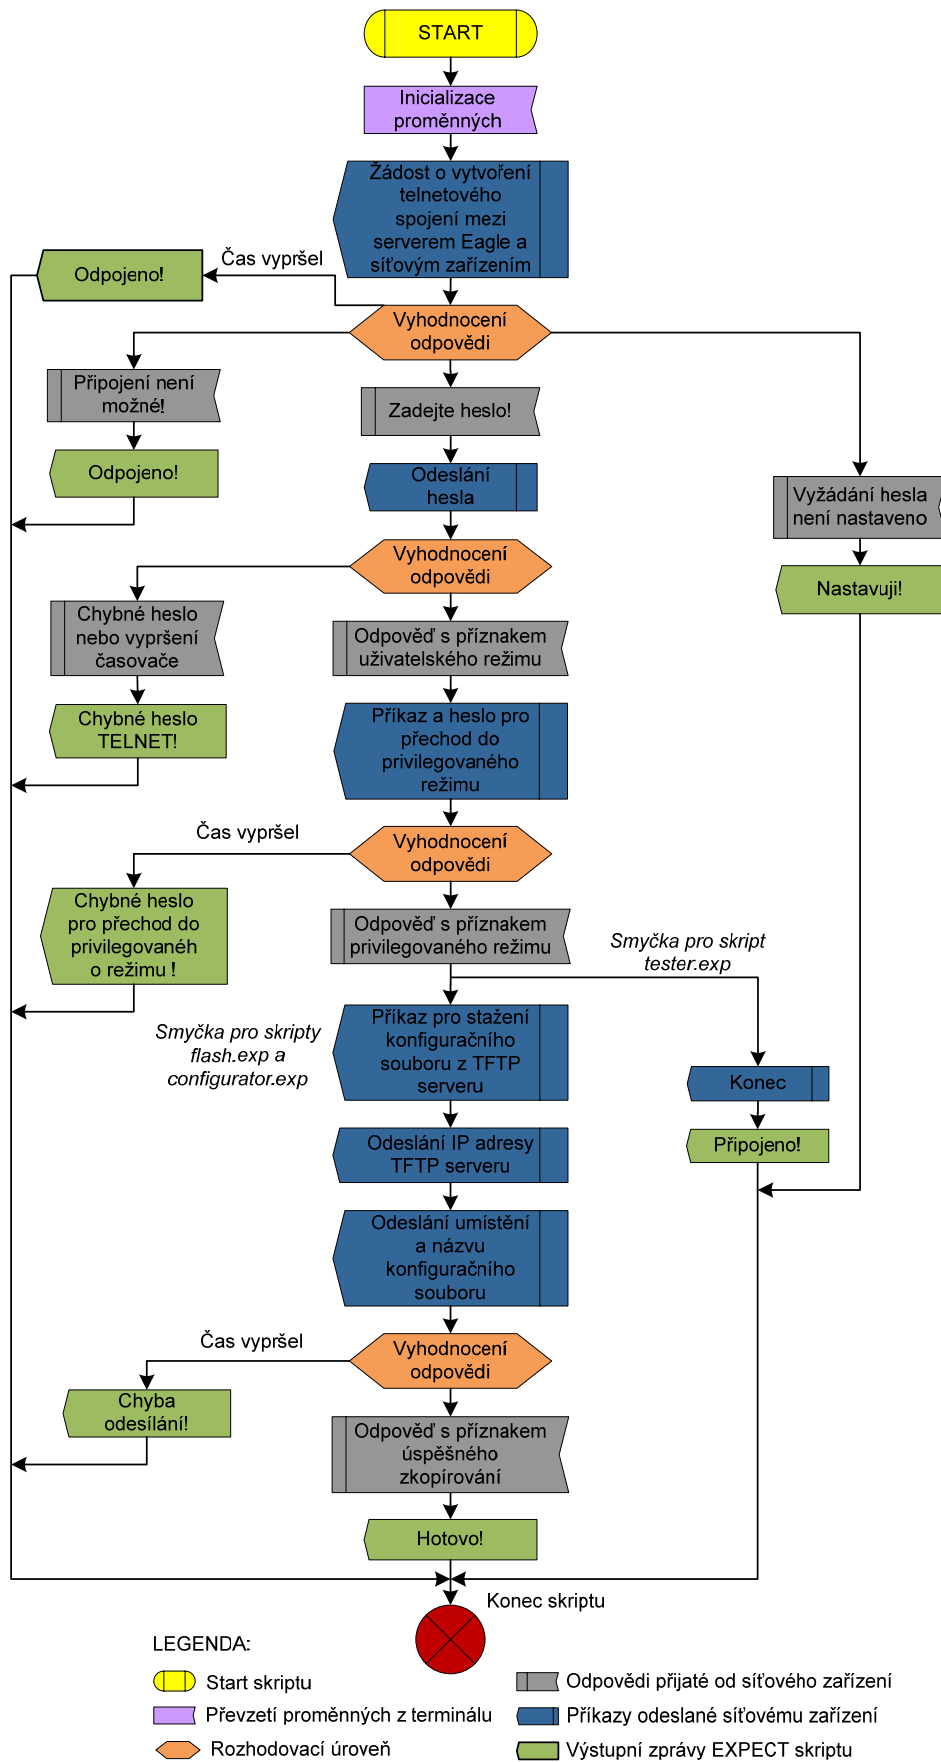 START
Inicializace
proměnných
Žádost o vytvoření
telnetového
spojení mezi
serverem Eagle a
síťovým zařízením
Čas vypršel
Odpojeno!
Vyhodnocení
odpovědi
Připojení není
možné!
Zadejte heslo!
Odpojeno!
Odeslání
hesla
Vyžádání hesla
není nastaveno
Vyhodnocení
odpovědi
Nastavuji!
Chybné heslo
nebo vypršení
časovače
Odpověď s příznakem
uživatelského režimu
Chybné heslo
TELNET!
Příkaz a heslo pro
přechod do
privilegovaného
režimu
Čas vypršel
Vyhodnocení
odpovědi
Chybné heslo
pro přechod do
privilegovanéh
o režimu !
Odpověď s příznakem
privilegovaného režimu
Smyčka pro skript
tester.exp
Smyčka pro skripty
flash.exp a
configurator.exp
Příkaz pro stažení
konfiguračního
souboru z TFTP
serveru
Konec
Připojeno!
Odeslání IP adresy
TFTP serveru
Odeslání umístění
a názvu
konfiguračního
souboru
Čas vypršel
Vyhodnocení
odpovědi
Chyba
odesílání!
Odpověď s příznakem
úspěšného
zkopírování
Hotovo!
Konec skriptu
LEGENDA:
Start skriptu
Odpovědi přijaté od síťového zařízení
Převzetí proměnných z terminálu
Příkazy odeslané síťovému zařízení
Rozhodovací úroveň
Výstupní zprávy EXPECT skriptu